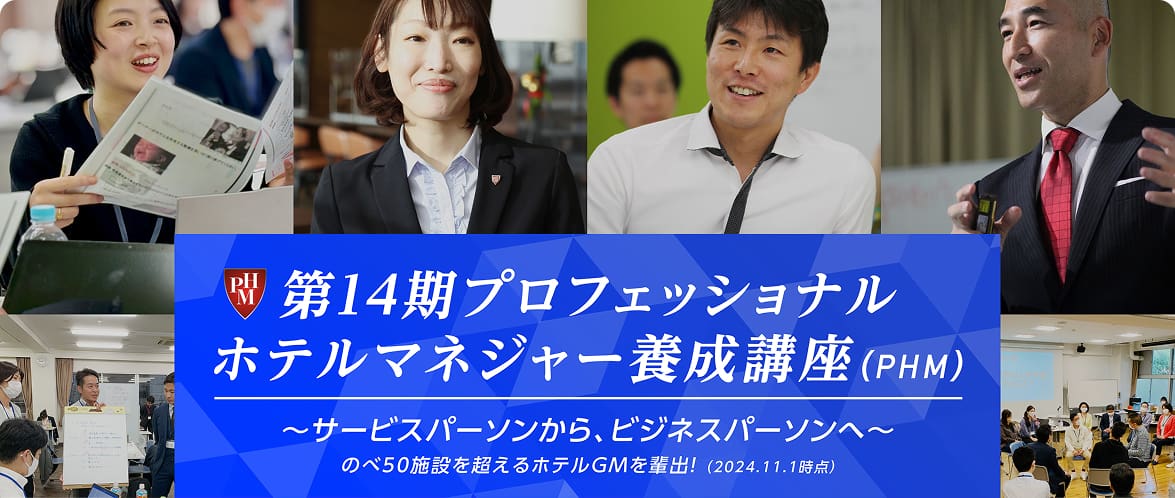 PHM
第14期プロフェッショナル
ホテルマネジャー養成講座（PHM）
～サービスパーソンから、ビジネスパーソンへ～
のべ50施設を超えるホテルGMを輩出！（2024.11.1時点）